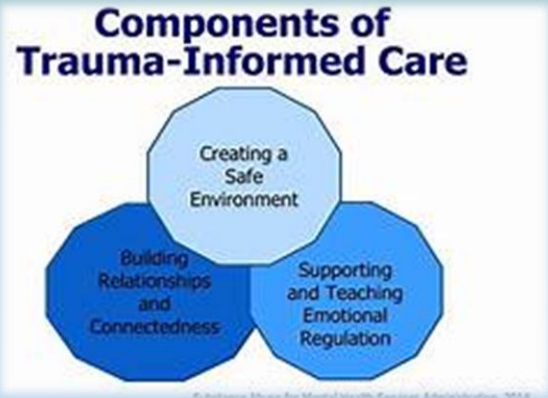 Components of
Trauma-Informed Care
Creating a
Safe
Environment
Building
Relationships
and
Connectedness
Supporting
and Teaching
Emotional
Regulation